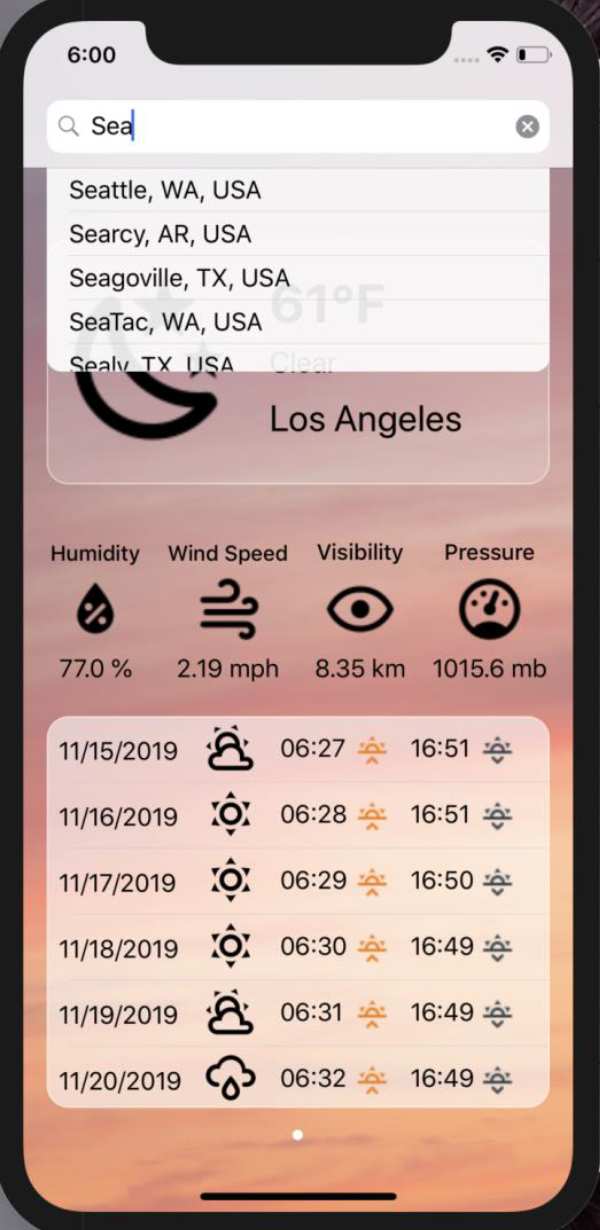 6:00
Sea
Seattle, WA, USA
Searcy, AR, USA
Seagoville, TX, USA
61°F
SeaTac, WA, USA
Sealy, TX, USA
Clear
Los Angeles
Humidity Wind Speed Visibility Pressure
77.0 % 2.19 mph 8.35 km 1015.6 mb
11/15/2019 06:27 16:51
11/16/2019 06:28 16:51
11/17/2019 06:29 16:50
11/18/2019 06:30 16:49
11/19/2019 06:31 16:49
11/20/2019 06:32 16:49